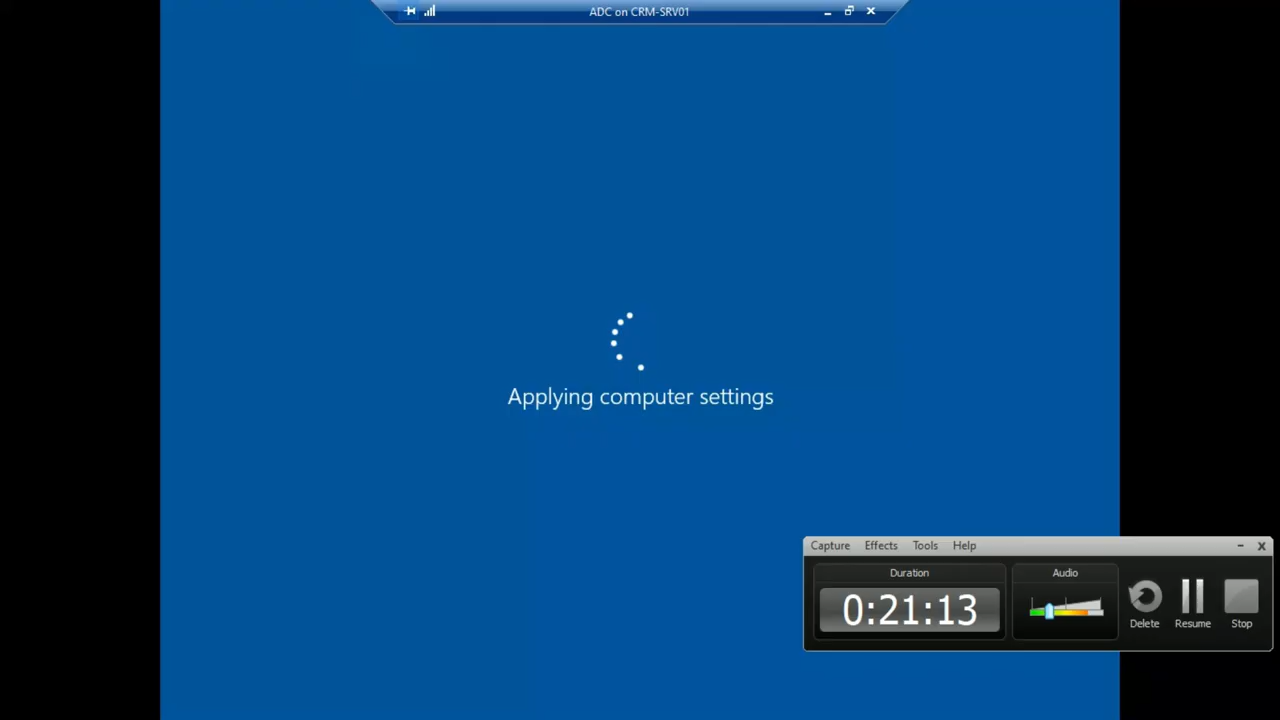 ADC on CRM-SRV01
Applying computer settings
Capture Effects Tools Help
Duration
Audio
0:21:13
Delete Resume Stop